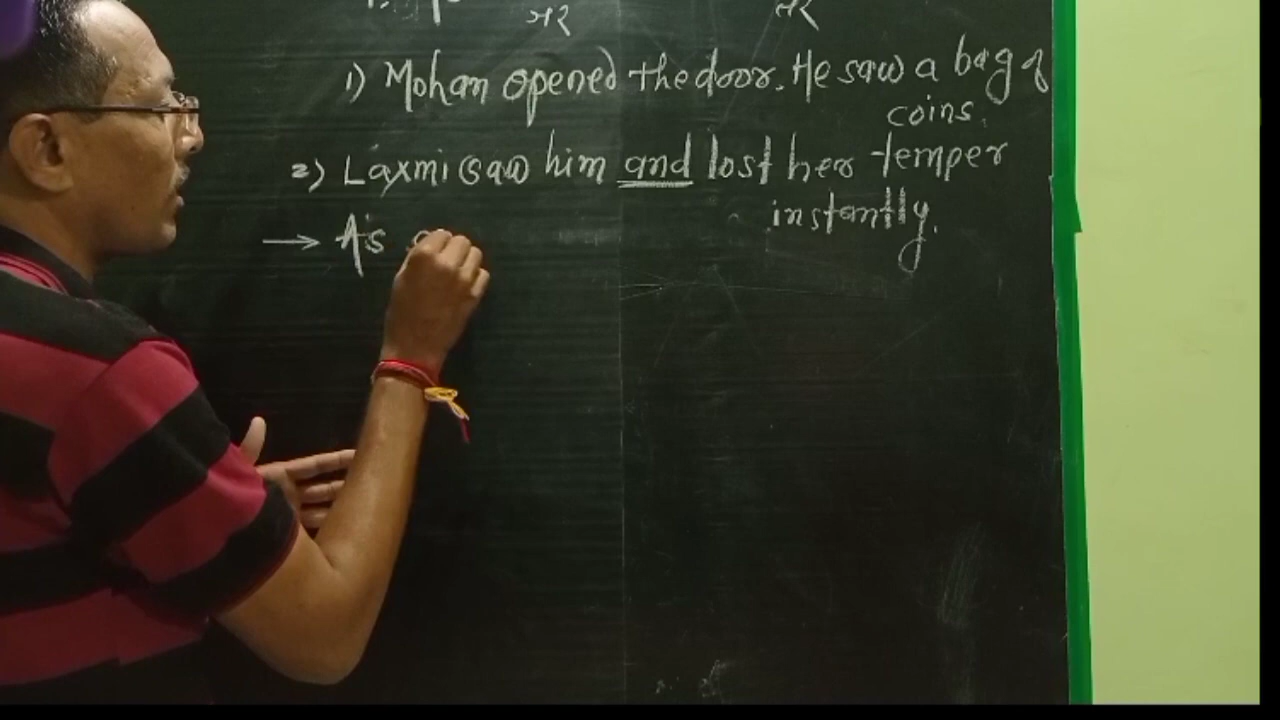 1) Mohan opened the door. He saw a bag of
coins.
2) Laxmi saw him and lost her temper
instantly.
→ As